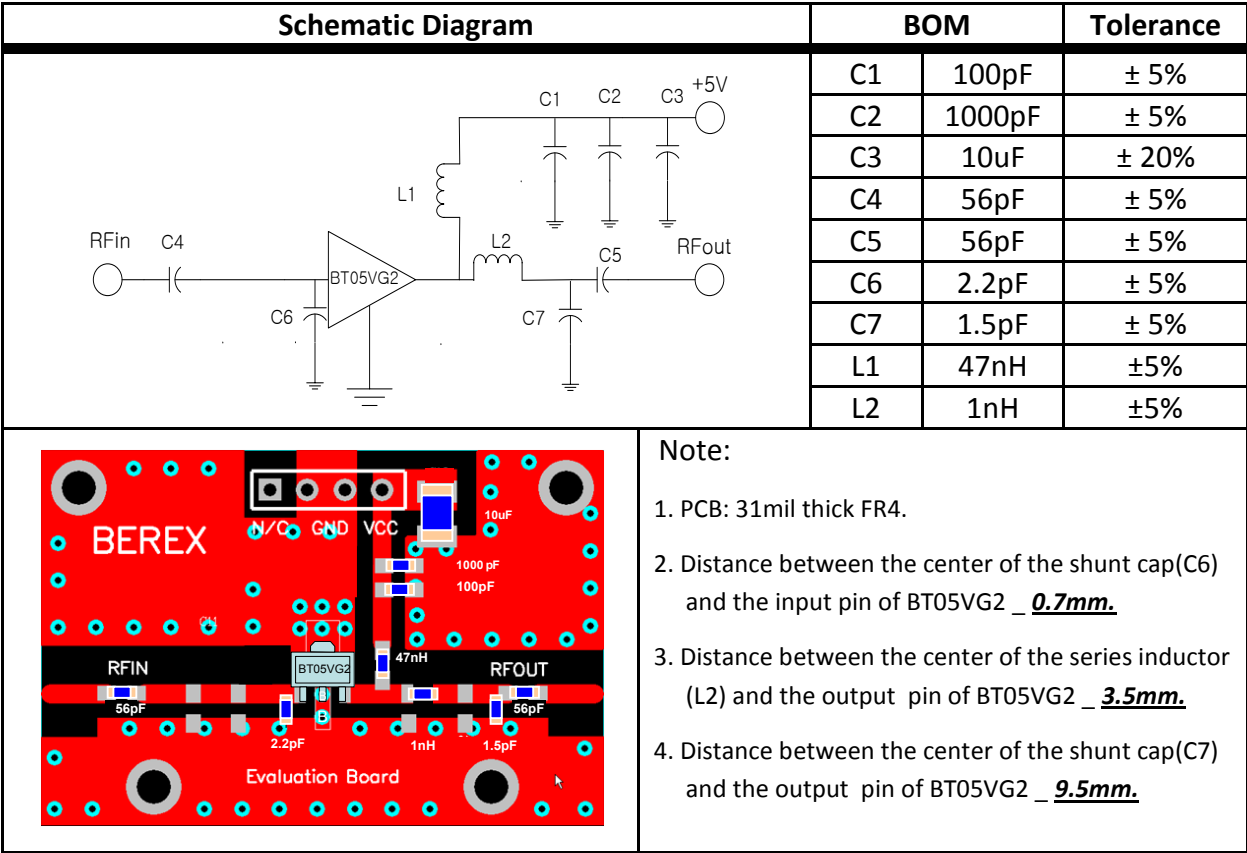 Schematic Diagram
BOM
Tolerance
C1 100pF ± 5%
C2 1000pF ± 5%
C3 10uF ± 20%
C4 56pF ± 5%
C5 56pF ± 5%
C6 2.2pF ± 5%
C7 1.5pF ± 5%
L1 47nH ±5%
L2 1nH ±5%
C1 C2 C3 +5V
L1
RFin C4
L2
C5
RFout
BT05VG2
C6
C7
10uF
N/C GND VCC
BEREX
1000 pF
100pF
47nH
RFIN
BT05VG2
RFOUT
56pF
56pF
2.2pF
1nH
1.5pF
Evaluation Board
Note:
1. PCB: 31mil thick FR4.
2. Distance between the center of the shunt cap(C6)
and the input pin of BT05VG2 _ 0.7mm.
3. Distance between the center of the series inductor
(L2) and the output pin of BT05VG2 _ 3.5mm.
4. Distance between the center of the shunt cap(C7)
and the output pin of BT05VG2 _ 9.5mm.